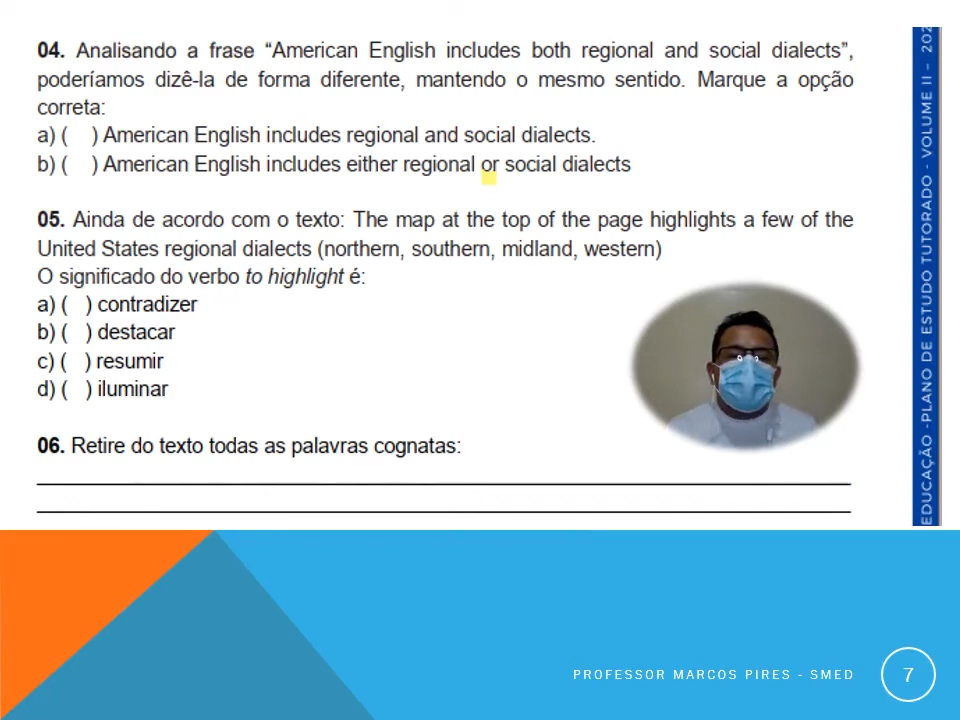 04. Analisando a frase “American English includes both regional and social dialects”,
poderíamos dizê-la de forma diferente, mantendo o mesmo sentido. Marque a opção
correta:
a) ( ) American English includes regional and social dialects.
b) ( ) American English includes either regional or social dialects
05. Ainda de acordo com o texto: The map at the top of the page highlights a few of the
United States regional dialects (northern, southern, midland, western)
O significado do verbo to highlight é:
a) ( ) contradizer
b) ( ) destacar
c) ( ) resumir
d) ( ) iluminar
06. Retire do texto todas as palavras cognatas:
EDUCAÇÃO -PLANO DE ESTUDO TUTORADO - VOLUME II -
PROFESSOR MARCOS PIRES - SMED
7